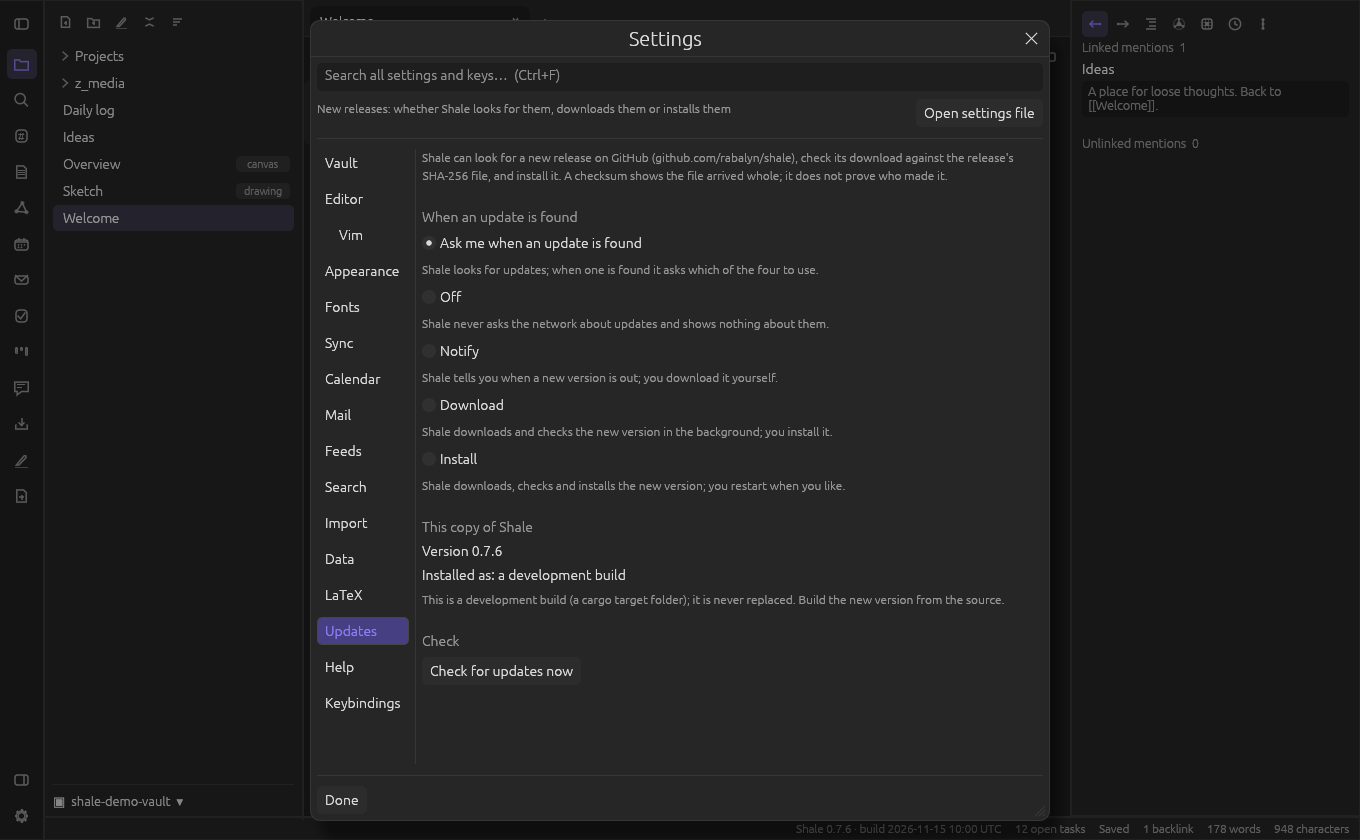 Settings
Search all settings and keys… (Ctrl+F)
New releases: whether Shale looks for them, downloads them or installs them
Open settings file
Projects
z_media
Daily log
Ideas
Overview
canvas
Sketch
drawing
Welcome
shale-demo-vault
Welcome
Vault
Editor
Vim
Appearance
Fonts
Sync
Calendar
Mail
Feeds
Search
Import
Data
LaTeX
Updates
Help
Keybindings
Shale can look for a new release on GitHub (github.com/rabalyn/shale), check its download against the release's
SHA-256 file, and install it. A checksum shows the file arrived whole; it does not prove who made it.
When an update is found
Ask me when an update is found
Shale looks for updates; when one is found it asks which of the four to use.
Off
Shale never asks the network about updates and shows nothing about them.
Notify
Shale tells you when a new version is out; you download it yourself.
Download
Shale downloads and checks the new version in the background; you install it.
Install
Shale downloads, checks and installs the new version; you restart when you like.
This copy of Shale
Version 0.7.6
Installed as: a development build
This is a development build (a cargo target folder); it is never replaced. Build the new version from the source.
Check
Check for updates now
Done
Linked mentions 1
Ideas
A place for loose thoughts. Back to
[[Welcome]].
Unlinked mentions 0
Shale 0.7.6 · build 2026-11-15 10:00 UTC
12 open tasks
Saved
1 backlink
178 words
948 characters